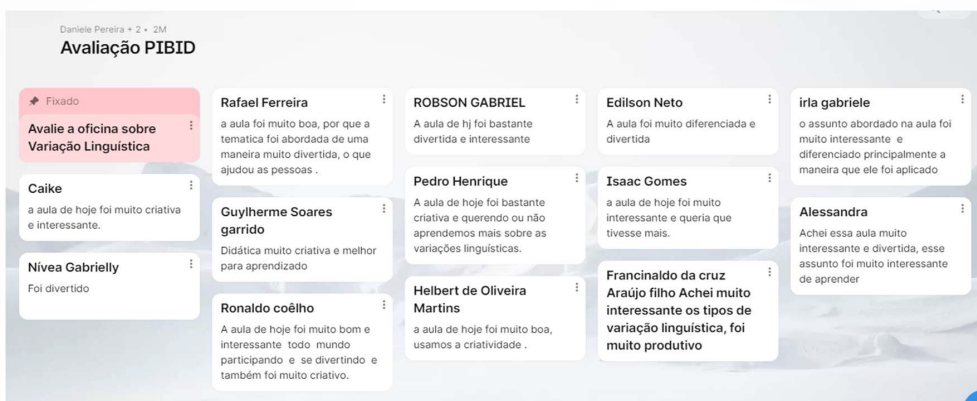 Daniele Pereira + 2 • 2M
Avaliação PIBID
Fixado
Avalie a oficina sobre
Variação Linguística
Caike
a aula de hoje foi muito criativa
e interessante.
Nívea Gabrielly
Foi divertido
Rafael Ferreira
a aula foi muito boa, por que a
tematica foi abordada de uma
maneira muito divertida, o que
ajudou as pessoas .
Guylherme Soares
garrido
Didática muito criativa e melhor
para aprendizado
Ronaldo coêlho
A aula de hoje foi muito bom e
interessante todo mundo
participando e se divertindo e
também foi muito criativo.
ROBSON GABRIEL
A aula de hj foi bastante
divertida e interessante
Pedro Henrique
A aula de hoje foi bastante
criativa e querendo ou não
aprendemos mais sobre as
variações linguísticas.
Helbert de Oliveira
Martins
a aula de hoje foi muito boa,
usamos a criatividade .
Edilson Neto
A aula foi muito diferenciada e
divertida
Isaac Gomes
a aula de hoje foi muito
interessante e queria que
tivesse mais.
Francinaldo da cruz
Araújo filho Achei muito
interessante os tipos de
variação linguística, foi
muito produtivo
irla gabriele
o assunto abordado na aula foi
muito interessante e
diferenciado principalmente a
maneira que ele foi aplicado
Alessandra
Achei essa aula muito
interessante e divertida, esse
assunto foi muito interessante
de aprender